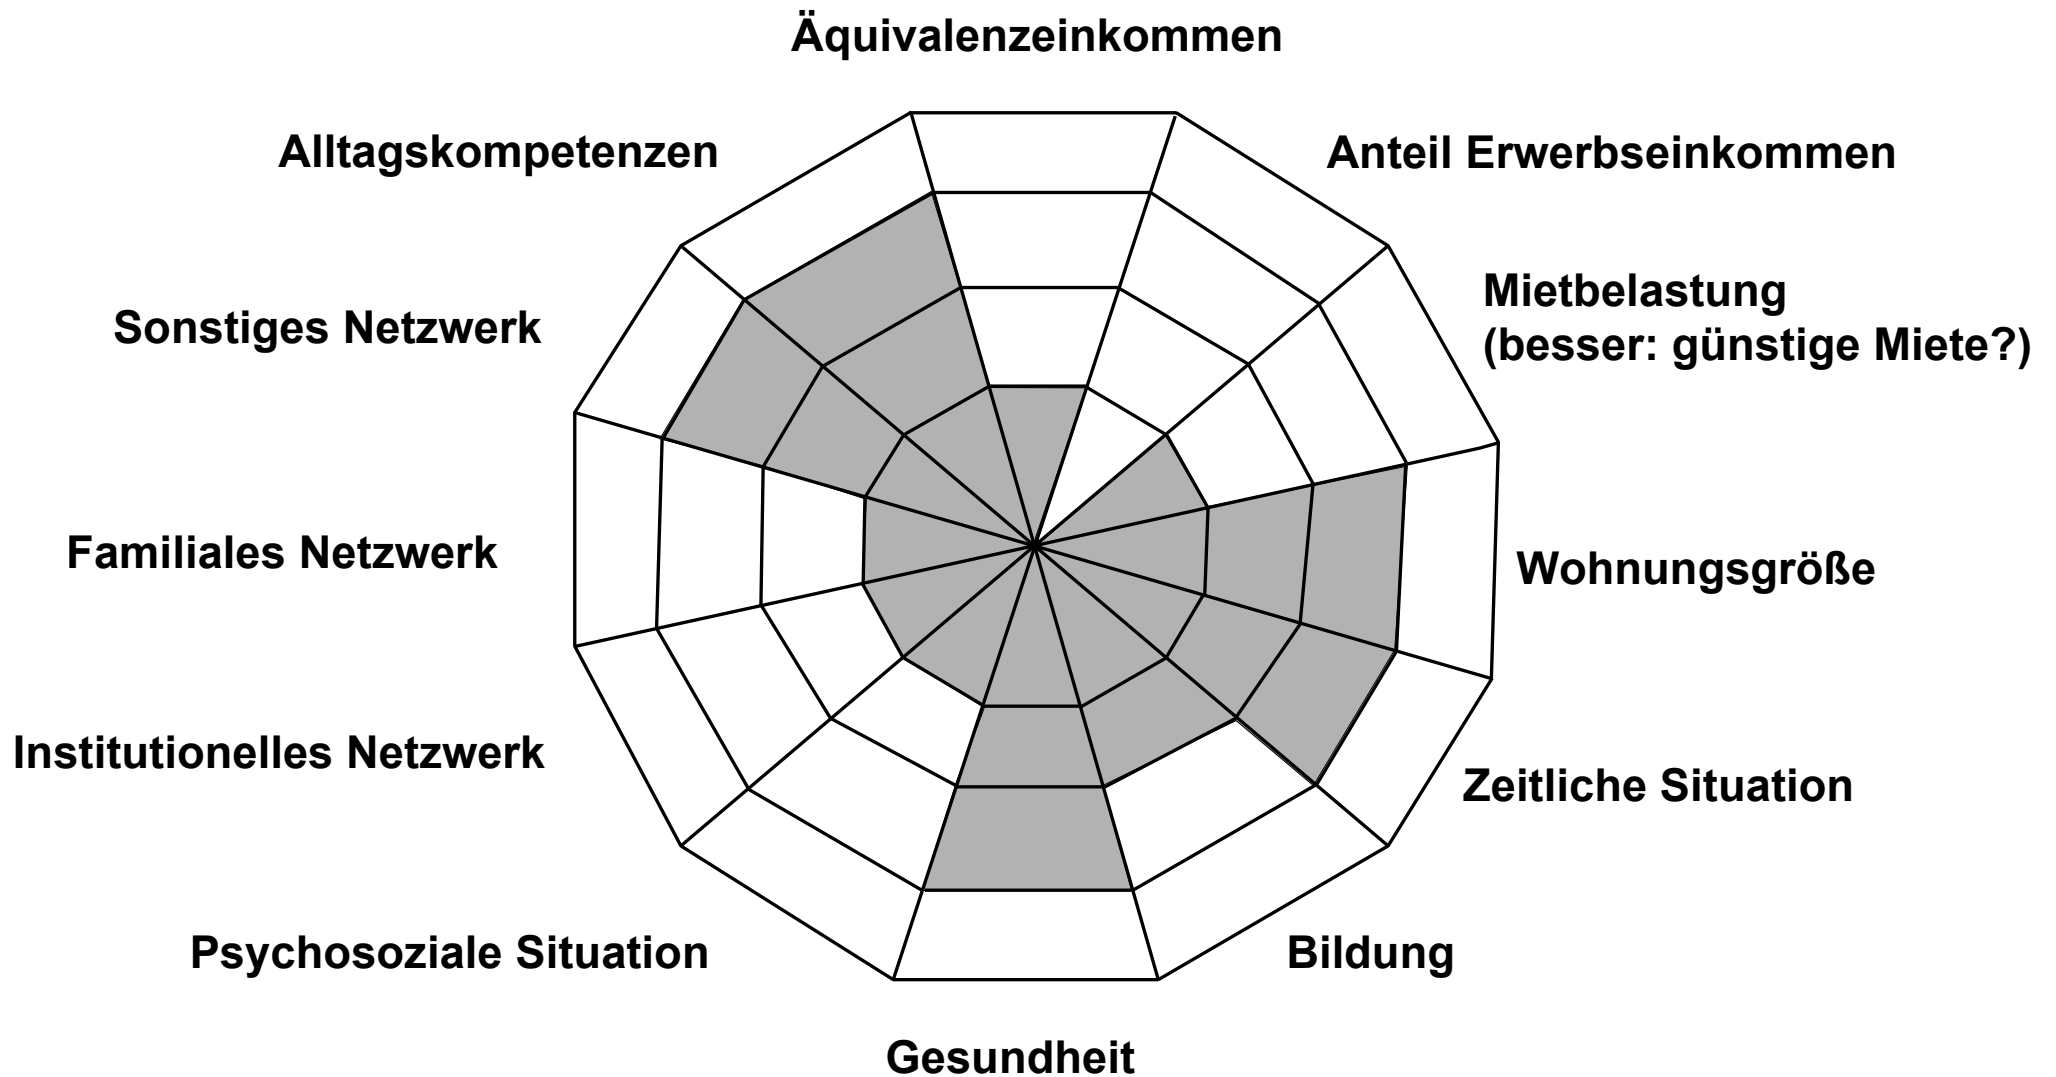 Äquivalenzeinkommen
Alltagskompetenzen
Anteil Erwerbseinkommen
Mietbelastung
(besser: günstige Miete?)
Sonstiges Netzwerk
Familiales Netzwerk
Wohnungsgröße
Institutionelles Netzwerk
Zeitliche Situation
Psychosoziale Situation
Bildung
Gesundheit